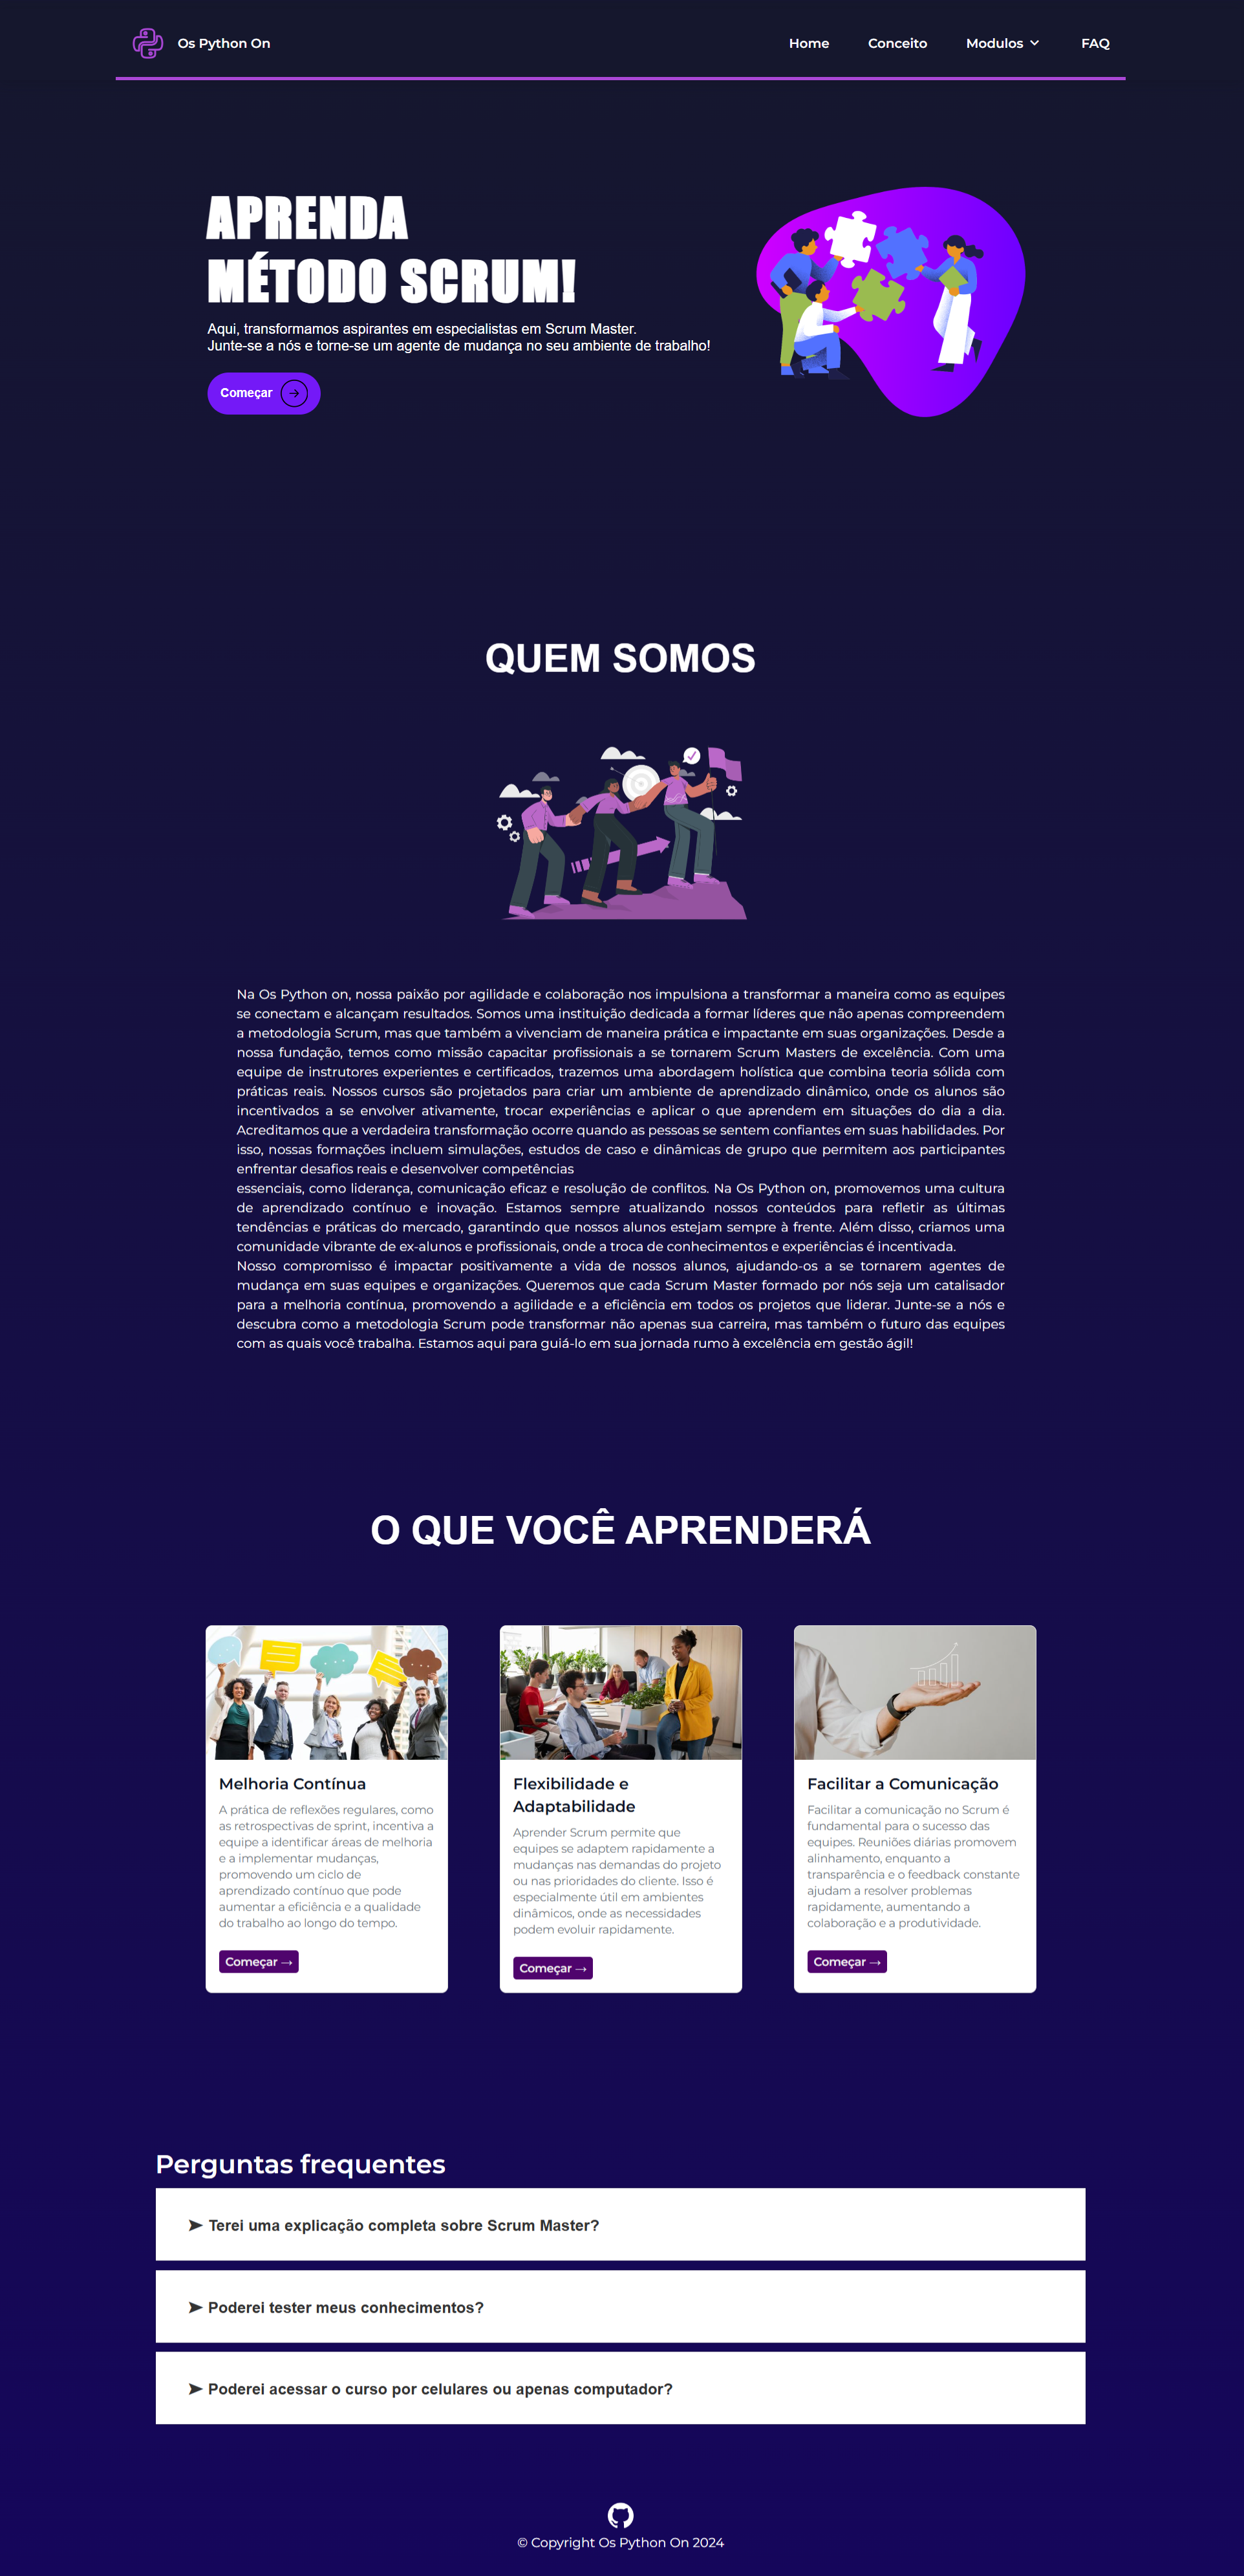 Os Python On
Home
Conceito
Modulos
FAQ
APRENDA
MÉTODO SCRUM!
Aqui, transformamos aspirantes em especialistas em Scrum Master.
Junte-se a nós e torne-se um agente de mudança no seu ambiente de trabalho!
Começar
QUEM SOMOS
Na Os Python on, nossa paixão por agilidade e colaboração nos impulsiona a transformar a maneira como as equipes
se conectam e alcançam resultados. Somos uma instituição dedicada a formar líderes que não apenas compreendem
a metodologia Scrum, mas que também a vivenciam de maneira prática e impactante em suas organizações. Desde a
nossa fundação, temos como missão capacitar profissionais a se tornarem Scrum Masters de excelência. Com uma
equipe de instrutores experientes e certificados, trazemos uma abordagem holística que combina teoria sólida com
práticas reais. Nossos cursos são projetados para criar um ambiente de aprendizado dinâmico, onde os alunos são
incentivados a se envolver ativamente, trocar experiências e aplicar o que aprendem em situações do dia a dia.
Acreditamos que a verdadeira transformação ocorre quando as pessoas se sentem confiantes em suas habilidades. Por
isso, nossas formações incluem simulações, estudos de caso e dinâmicas de grupo que permitem aos participantes
enfrentar desafios reais e desenvolver competências
essenciais, como liderança, comunicação eficaz e resolução de conflitos. Na Os Python on, promovemos uma cultura
de aprendizado contínuo e inovação. Estamos sempre atualizando nossos conteúdos para refletir as últimas
tendências e práticas do mercado, garantindo que nossos alunos estejam sempre à frente. Além disso, criamos uma
comunidade vibrante de ex-alunos e profissionais, onde a troca de conhecimentos e experiências é incentivada.
Nosso compromisso é impactar positivamente a vida de nossos alunos, ajudando-os a se tornarem agentes de
mudança em suas equipes e organizações. Queremos que cada Scrum Master formado por nós seja um catalisador
para a melhoria contínua, promovendo a agilidade e a eficiência em todos os projetos que liderar. Junte-se a nós e
descubra como a metodologia Scrum pode transformar não apenas sua carreira, mas também o futuro das equipes
com as quais você trabalha. Estamos aqui para guiá-lo em sua jornada rumo à excelência em gestão ágil!
O QUE VOCÊ APRENDERÁ
Melhoria Contínua
A prática de reflexões regulares, como
as retrospectivas de sprint, incentiva a
equipe a identificar áreas de melhoria
e a implementar mudanças,
promovendo um ciclo de
aprendizado contínuo que pode
aumentar a eficiência e a qualidade
do trabalho ao longo do tempo.
Começar →
Flexibilidade e
Adaptabilidade
Aprender Scrum permite que
equipes se adaptem rapidamente a
mudanças nas demandas do projeto
ou nas prioridades do cliente. Isso é
especialmente útil em ambientes
dinâmicos, onde as necessidades
podem evoluir rapidamente.
Começar →
Facilitar a Comunicação
Facilitar a comunicação no Scrum é
fundamental para o sucesso das
equipes. Reuniões diárias promovem
alinhamento, enquanto a
transparência e o feedback constante
ajudam a resolver problemas
rapidamente, aumentando a
colaboração e a produtividade.
Começar →
Perguntas frequentes
➤ Terei uma explicação completa sobre Scrum Master?
➤ Poderei tester meus conhecimentos?
➤ Poderei acessar o curso por celulares ou apenas computador?
© Copyright Os Python On 2024